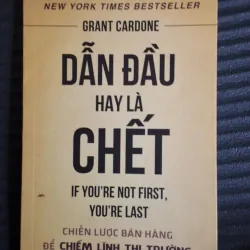 NEW YORK TIMES BESTSELLER
GRANT CARDONE
DẪN ĐẦU
HAY LÀ
CHẾT
IF YOU'RE NOT FIRST,
YOU'RE LAST
CHIẾN LƯỢC BÁN HÀNG
ĐỂ CHIẾM LĨNH THỊ TRƯỜNG